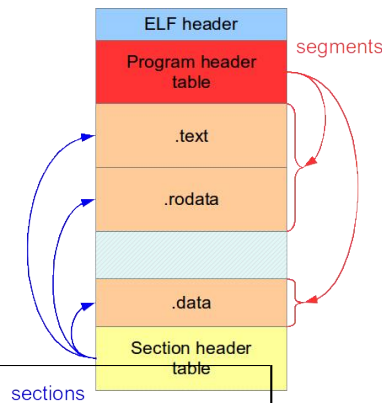 ELF header
segments
Program header
table
.text
.rodata
.data
Section header
table
sections